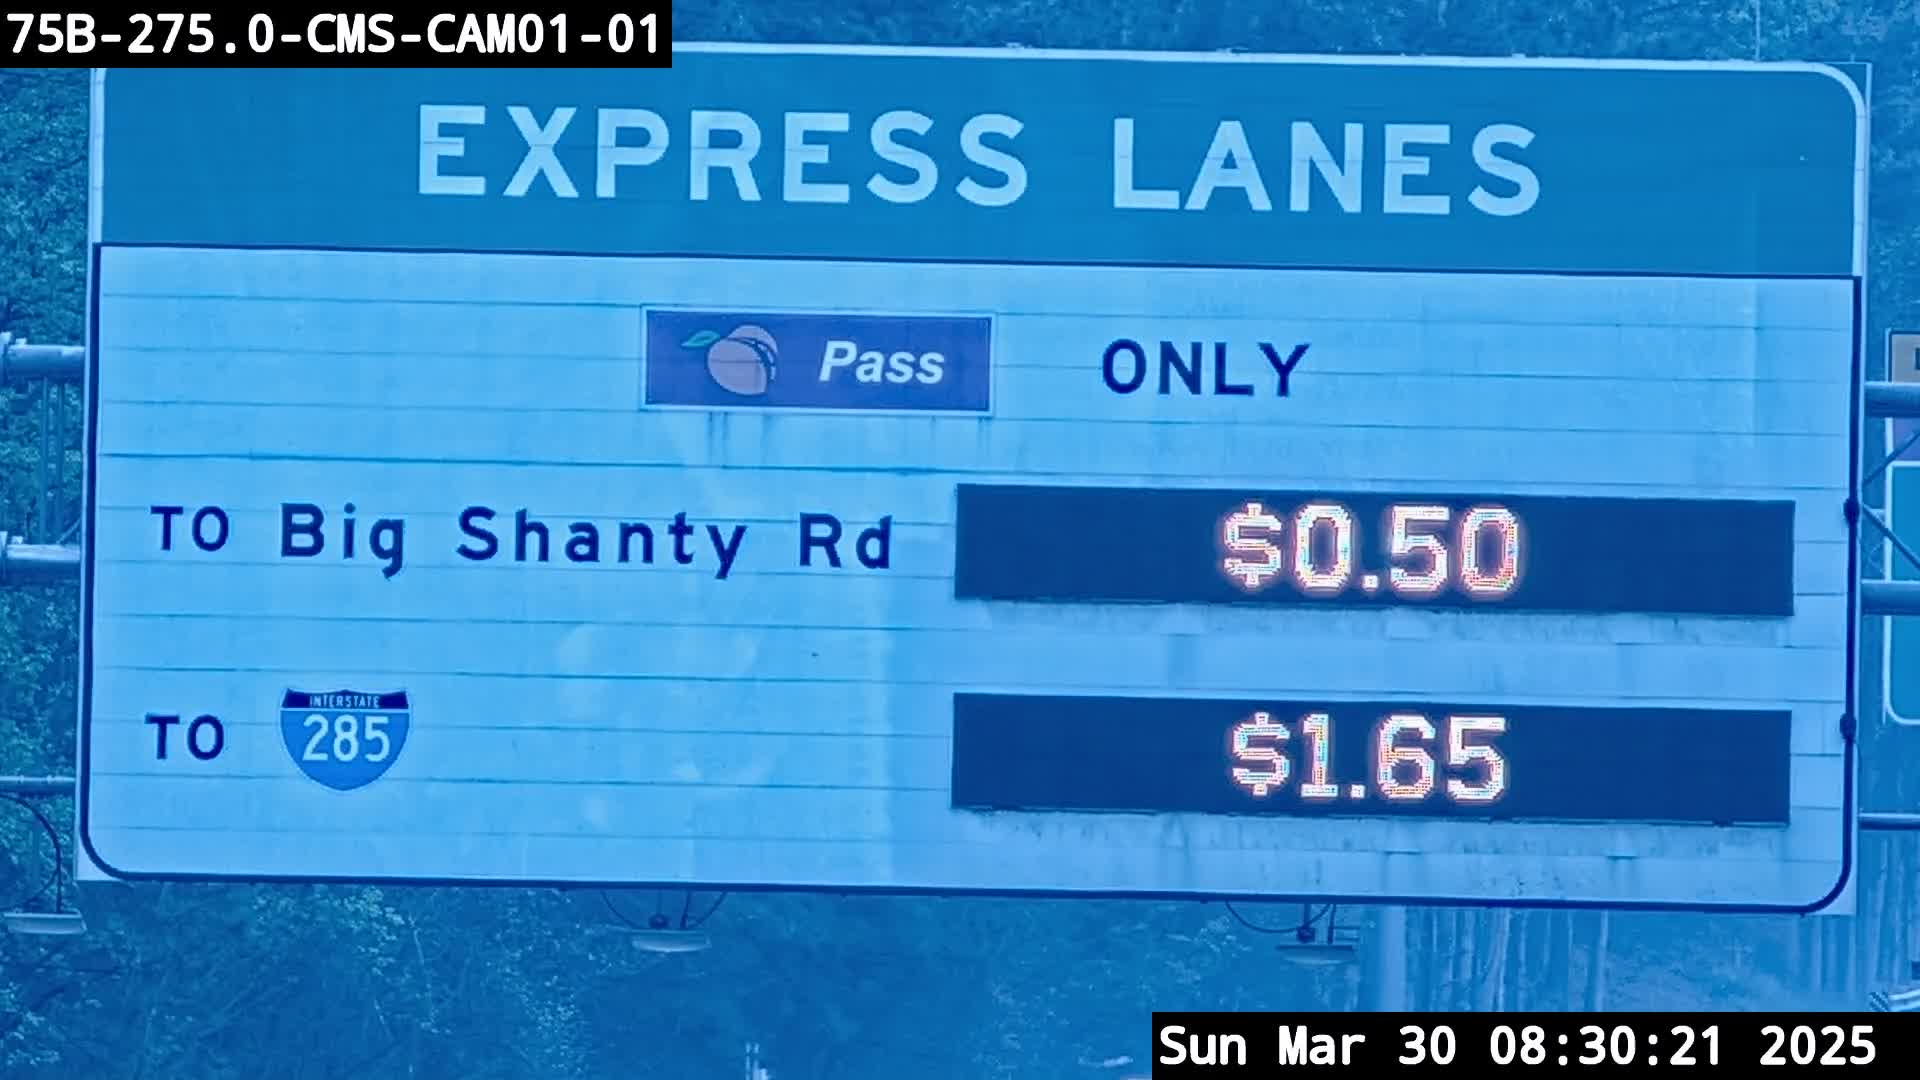 75B-275.0-CMS-CAM01-01
EXPRESS LANES
Pass ONLY
TO Big Shanty Rd $0.50
TO INTERSTATE 285 $1.65
Sun Mar 30 08:30:21 2025